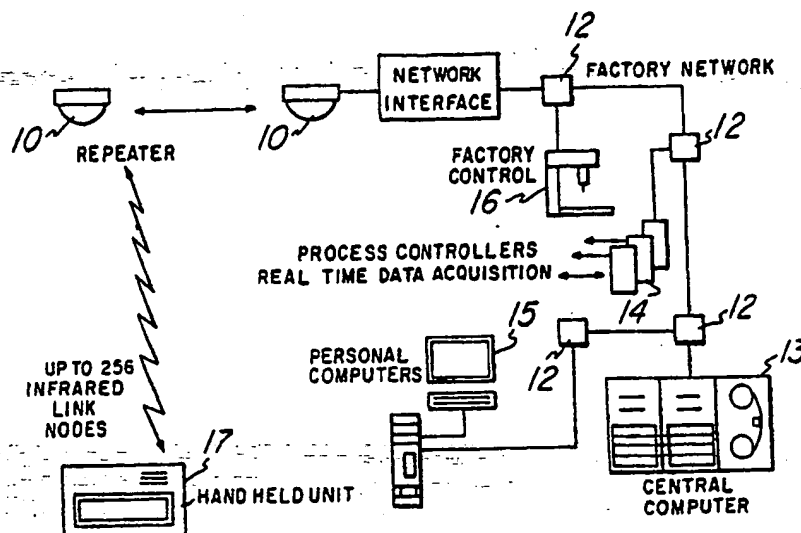 12
NETWORK
INTERFACE
FACTORY NETWORK
10
10
REPEATER
12
FACTORY
CONTROL
16
PROCESS CONTROLLERS
REAL TIME DATA ACQUISITION
14
15
12
12
13
PERSONAL
COMPUTERS
UP TO 256
INFRARED
LINK
NODES
17
HAND HELD UNIT
CENTRAL
COMPUTER